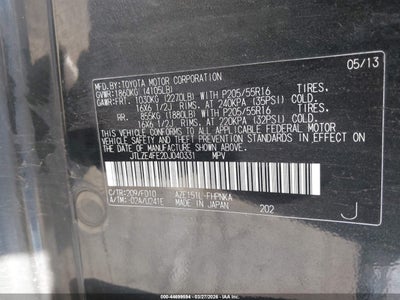 MFD.BY:TOYOTA MOTOR CORPORATION 05/13
GVWR:1860KG (4105LB)
GAWR:FRT. 1030KG (2270LB) WITH P205/55R16 TIRES,
16X6 1/2J RIMS, AT 240KPA (35PSI) COLD
RR. 855KG (1880LB) WITH P205/55R16 TIRES,
16X6 1/2J RIMS, AT 220KPA (32PSI) COLD
THIS VEHICLE CONFORMS TO ALL APPLICABLE FEDERAL MOTOR
VEHICLE SAFETY AND THEFT PREVENTION STANDARDS IN EFFECT
ON THE DATE OF MANUFACTURE SHOWN ABOVE.
JTLZE4FE2DJ040331 MPV
C/TR:209/FD10 AZE151L-FHPNKA
A/TM:-02A/U241E MADE IN JAPAN 202 J
000-44699084 - 03/27/2026 - IAA Inc.